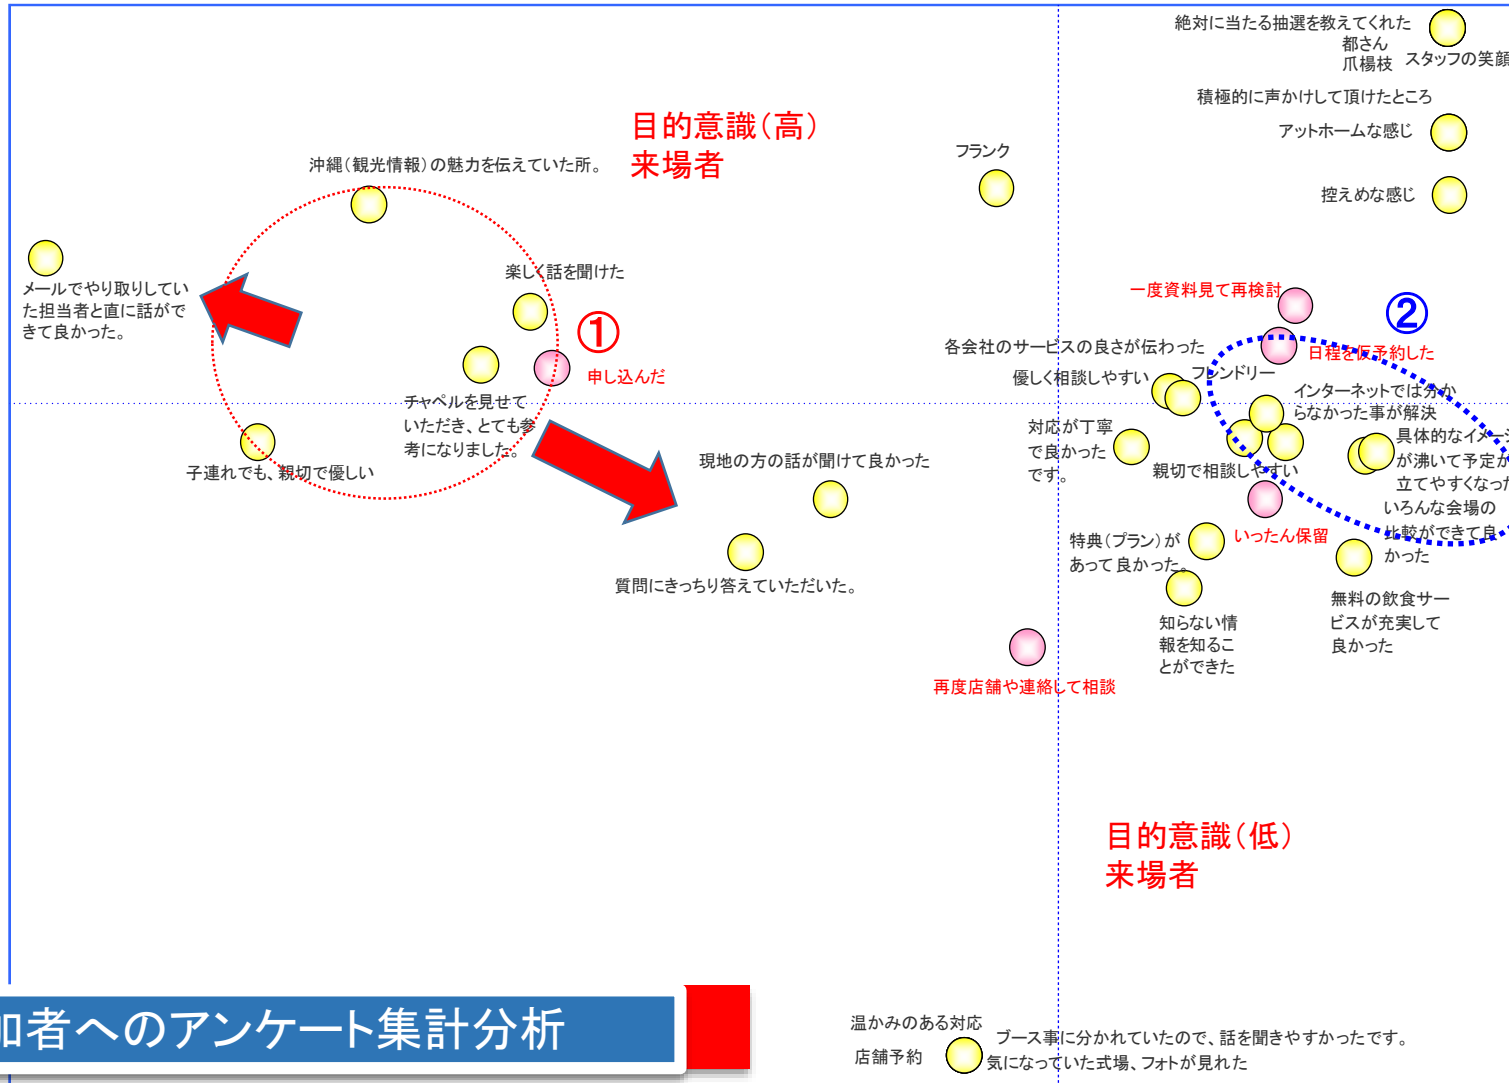 絶対に当たる抽選を教えてくれた
都さん
爪楊枝
スタッフの笑顔
積極的に声かけして頂けたところ
アットホームな感じ
控えめな感じ
目的意識（高）
来場者
フランク
沖縄（観光情報）の魅力を伝えていた所。
メールでやり取りしてい
た担当者と直に話がで
きて良かった。
楽しく話を聞けた
①
申し込んだ
チャペルを見せて
いただき、とても参
考になりました。
子連れでも、親切で優しい
一度資料見て再検討
②
日程を仮予約した
各会社のサービスの良さが伝わった
優しく相談しやすい
フレンドリー
インターネットでは分か
らなかった事が解決
対応が丁寧
で良かった
です。
親切で相談しやすい
具体的なイメージ
が沸いて予定が
立てやすくなった
いろんな会場の
比較ができて良
かった
現地の方の話が聞けて良かった
質問にきっちり答えていただいた。
特典（プラン）が
あって良かった。
いったん保留
知らない情
報を知るこ
とができた
無料の飲食サー
ビスが充実して
良かった
再度店舗や連絡して相談
目的意識（低）
来場者
加者へのアンケート集計分析
温かみのある対応
店舗予約
ブース事に分かれていたので、話を聞きやすかったです。
気になっていた式場、フォトが見れた